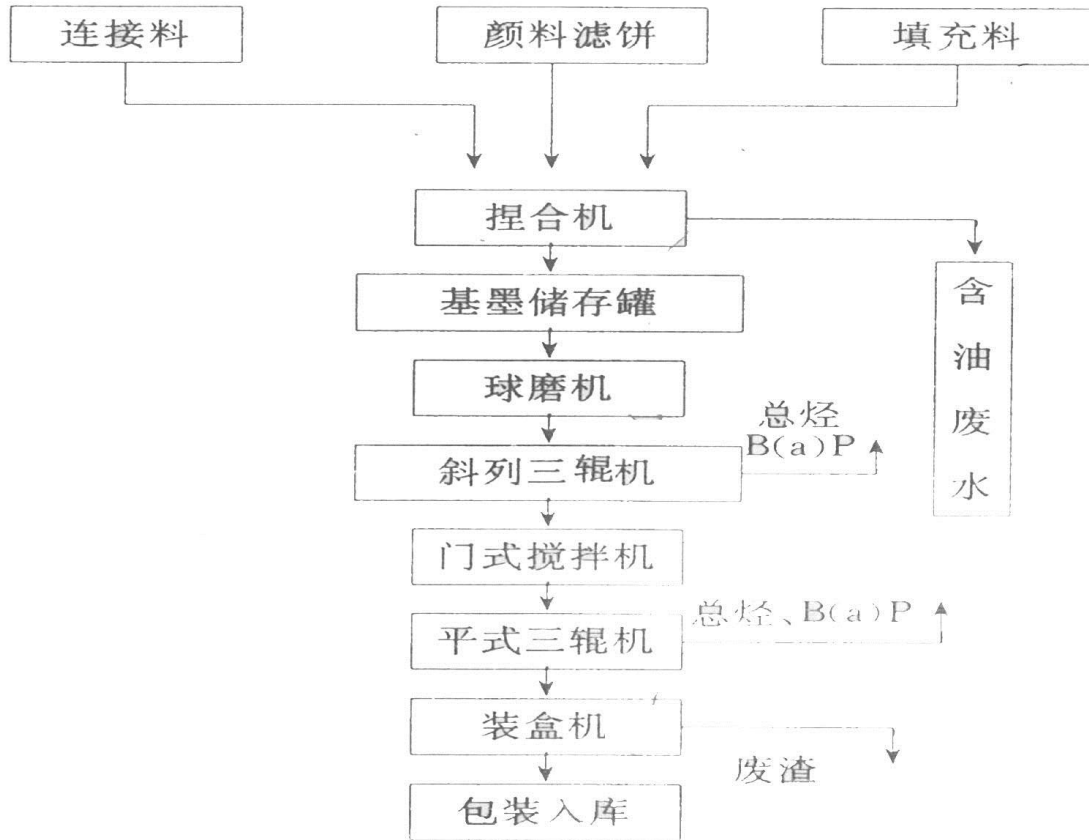 连接料
颜料滤饼
填充料
捏合机
基墨储存罐
含油废水
球磨机
总烃
B(a)P
斜列三辊机
门式搅拌机
总烃、B(a)P
平式三辊机
装盒机
废渣
包装入库